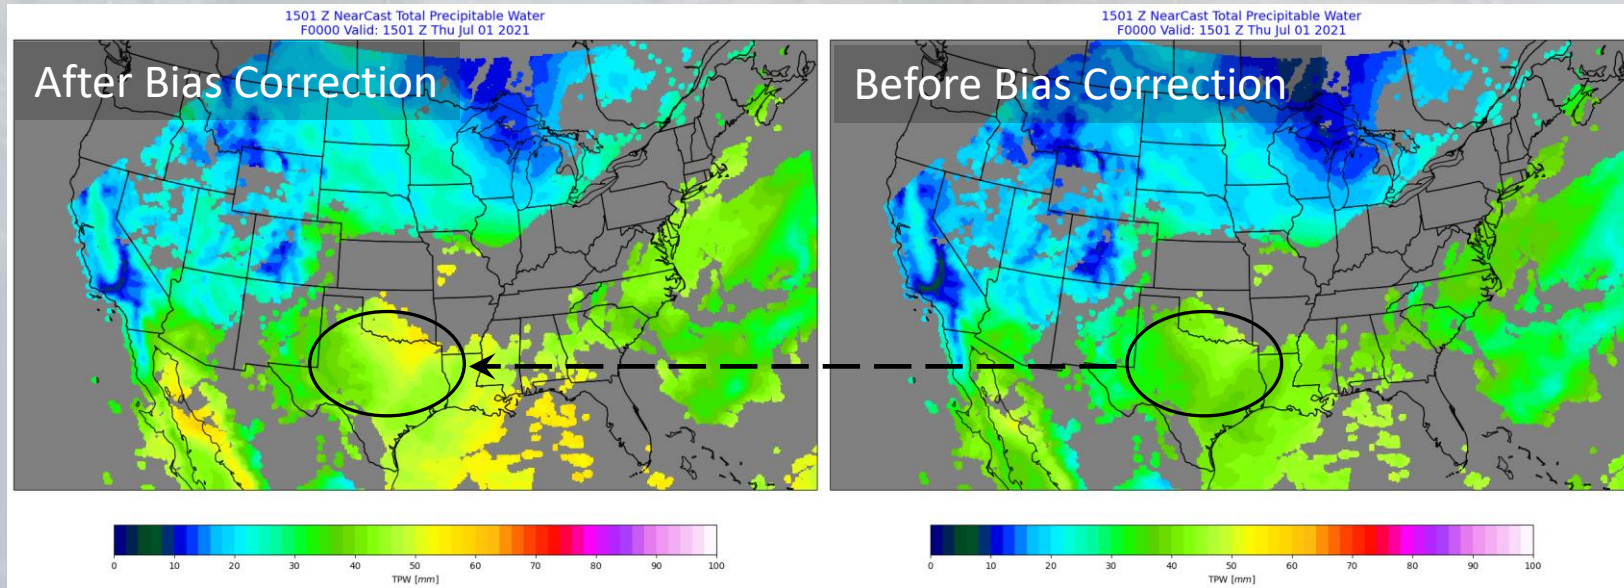 1501 Z NearCast Total Precipitable Water
F0000 Valid: 1501 Z Thu Jul 01 2021
After Bias Correction
0 10 20 30 40 50 60 70 80 90 100
TPW [mm]
1501 Z NearCast Total Precipitable Water
F0000 Valid: 1501 Z Thu Jul 01 2021
Before Bias Correction
0 10 20 30 40 50 60 70 80 90 100
TPW [mm]